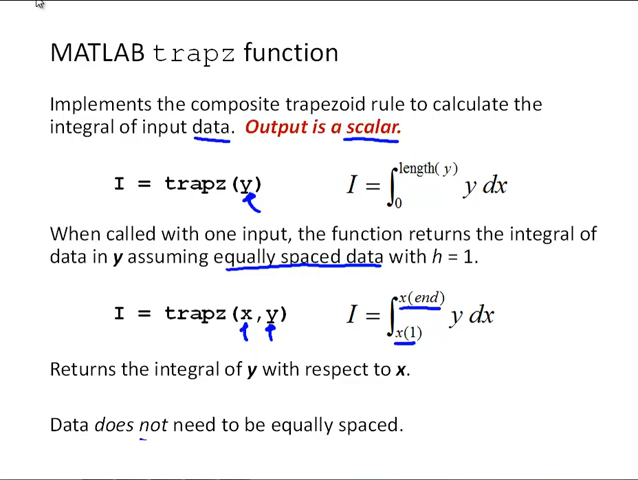 MATLAB trapz function
Implements the composite trapezoid rule to calculate the
integral of input data. Output is a scalar.
I = trapz(y) I = ∫₀^length(y) y dx
When called with one input, the function returns the integral of
data in y assuming equally spaced data with h = 1.
I = trapz(x,y) I = ∫_x(1)^x(end) y dx
Returns the integral of y with respect to x.
Data does not need to be equally spaced.